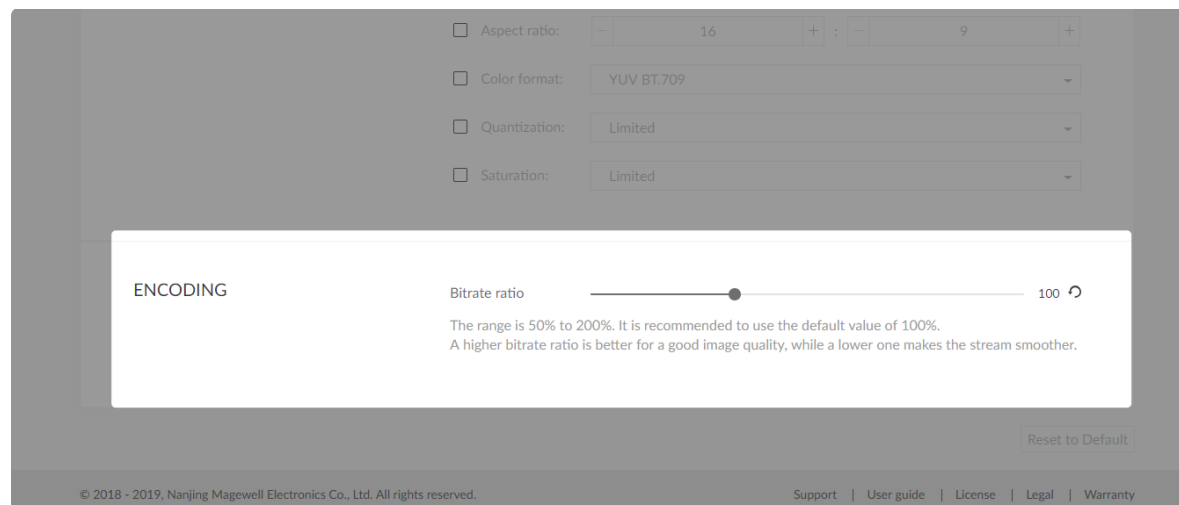 Aspect ratio: − 16 + : − 9 +
Color format: YUV BT.709
Quantization: Limited
Saturation: Limited
ENCODING
Bitrate ratio 100
The range is 50% to 200%. It is recommended to use the default value of 100%.
A higher bitrate ratio is better for a good image quality, while a lower one makes the stream smoother.
Reset to Default
© 2018 - 2019, Nanjing Magewell Electronics Co., Ltd. All rights reserved. Support | User guide | License | Legal | Warranty